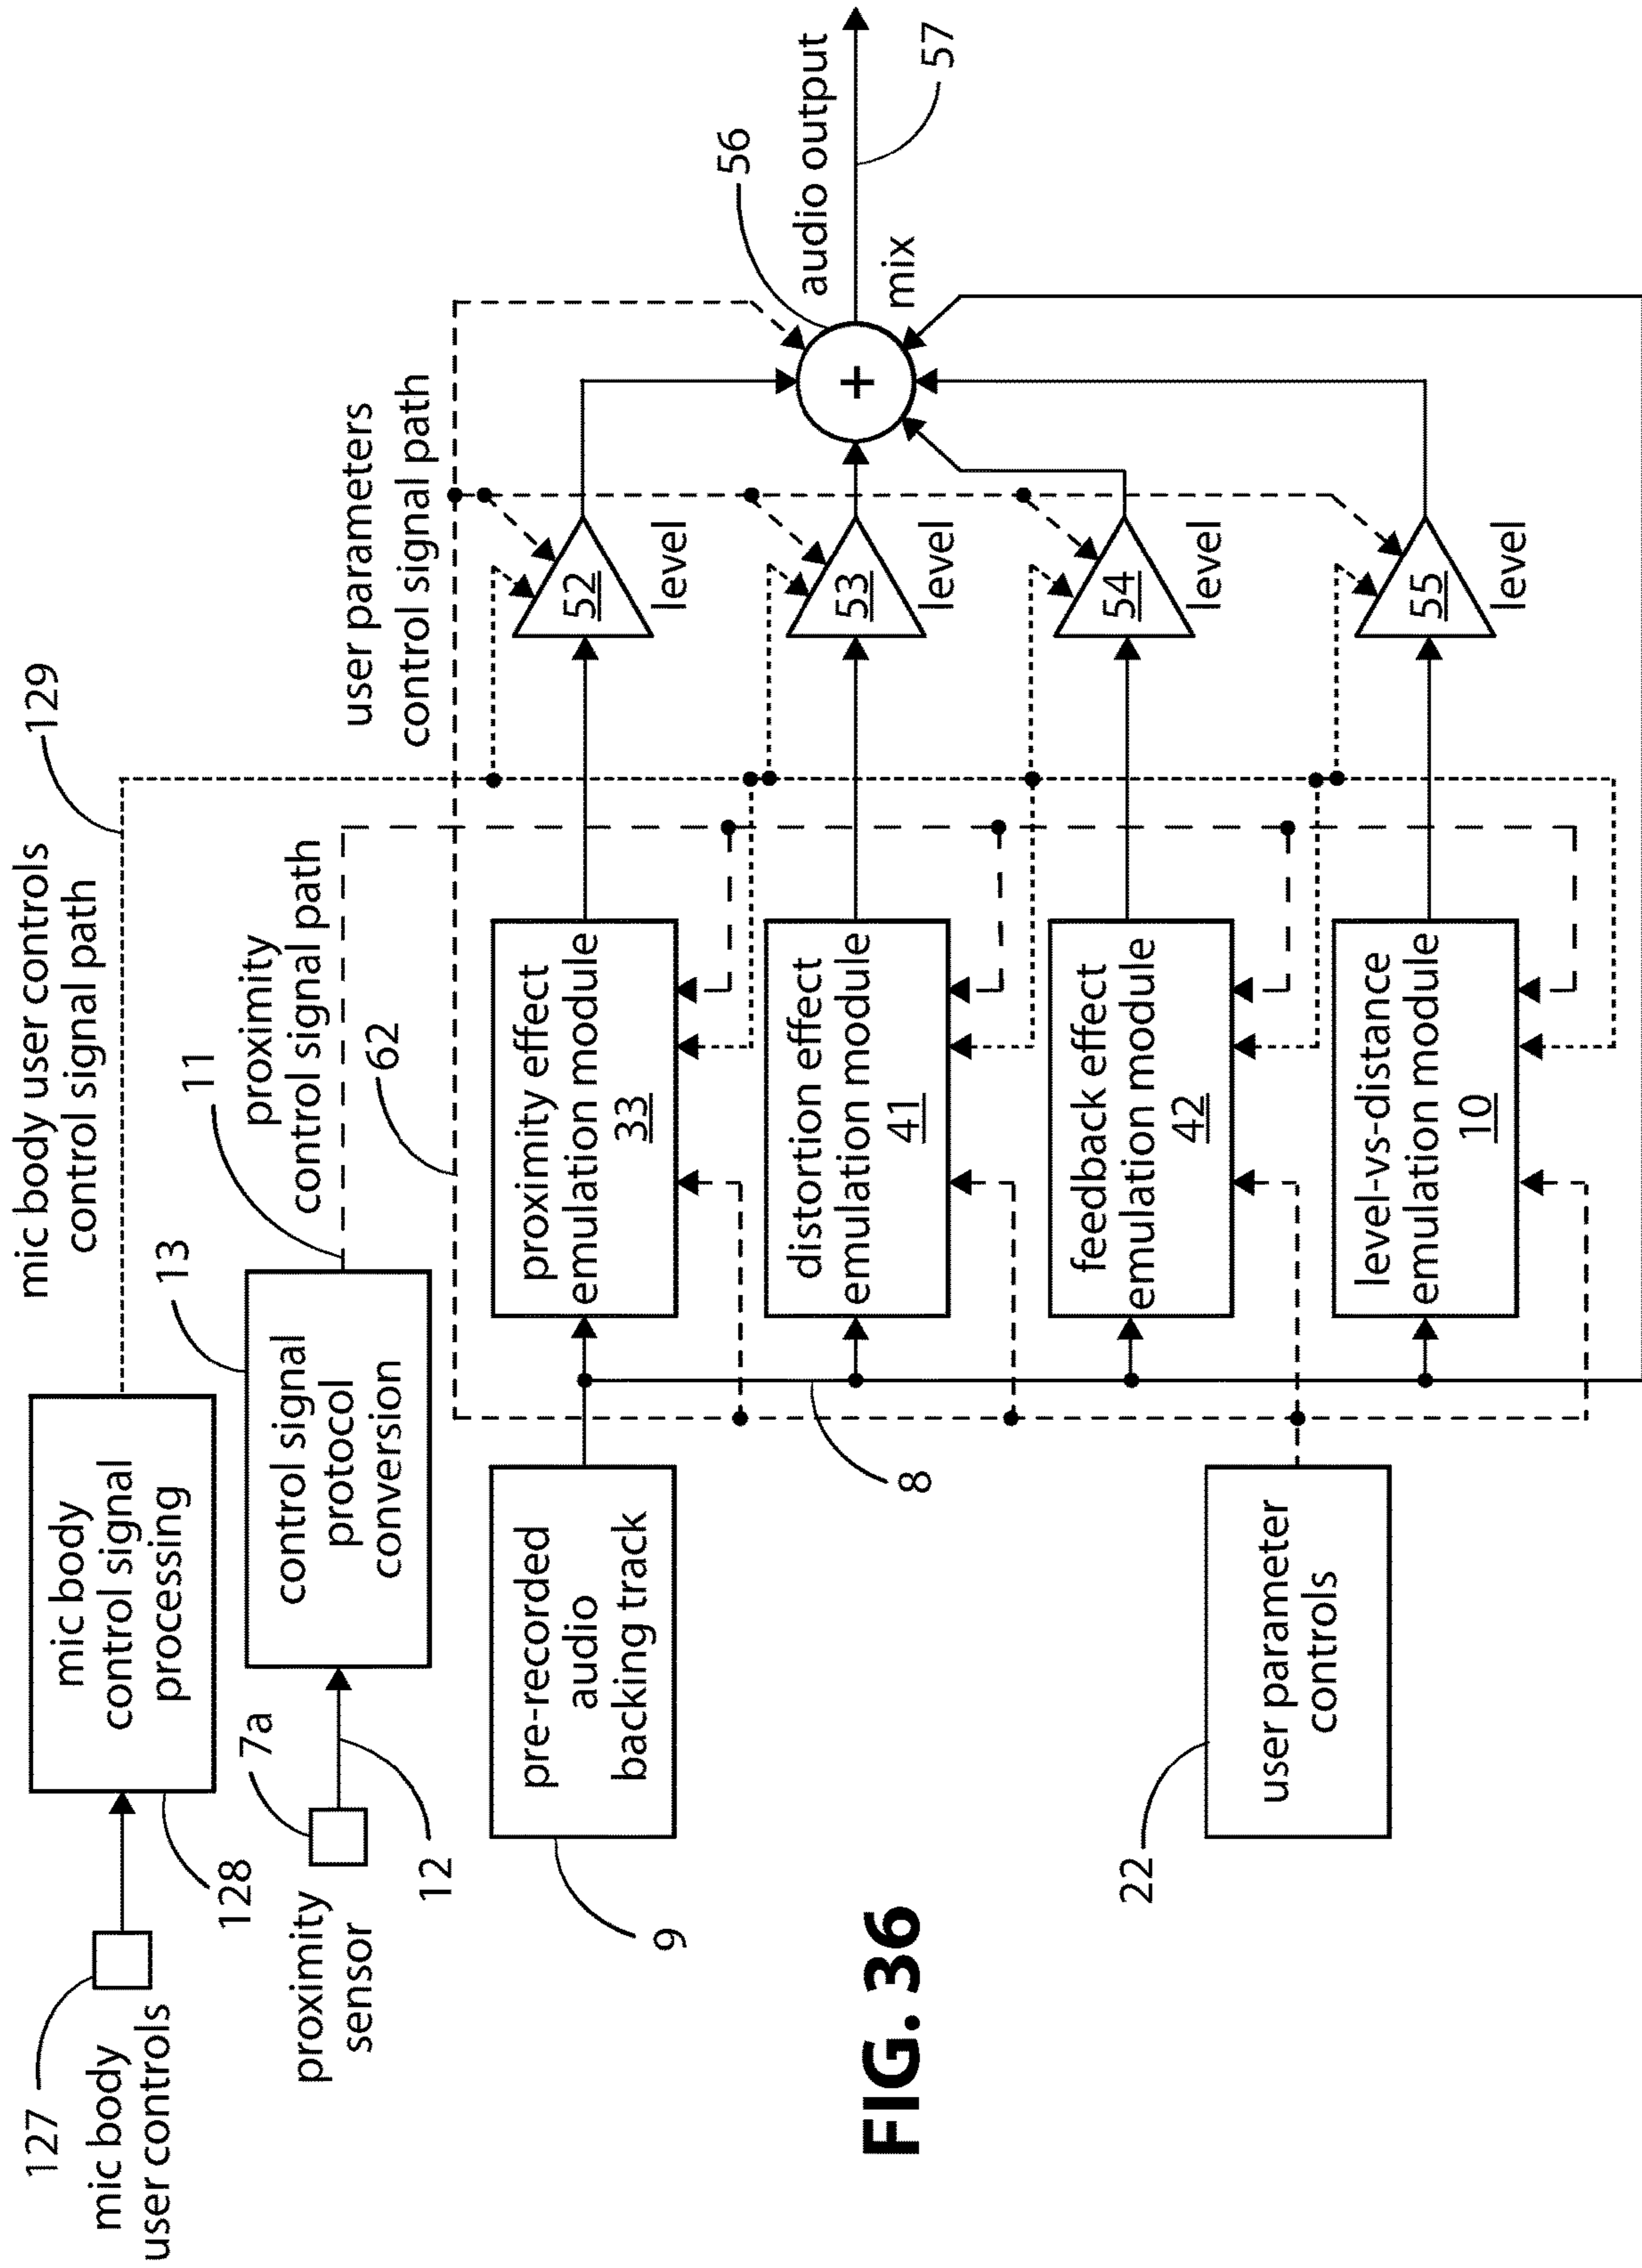 127
mic body
user controls
128
mic body
control signal
processing
mic body user controls
control signal path
129
proximity
sensor
7a
12
control signal
protocol
conversion
13
11
proximity
control signal path
62
user parameters
control signal path
9
pre-recorded
audio
backing track
8
proximity effect
emulation module
33
52
level
distortion effect
emulation module
41
53
level
feedback effect
emulation module
42
54
level
level-vs-distance
emulation module
10
55
level
+
56
mix
audio output
57
22
user parameter
controls
FIG. 36